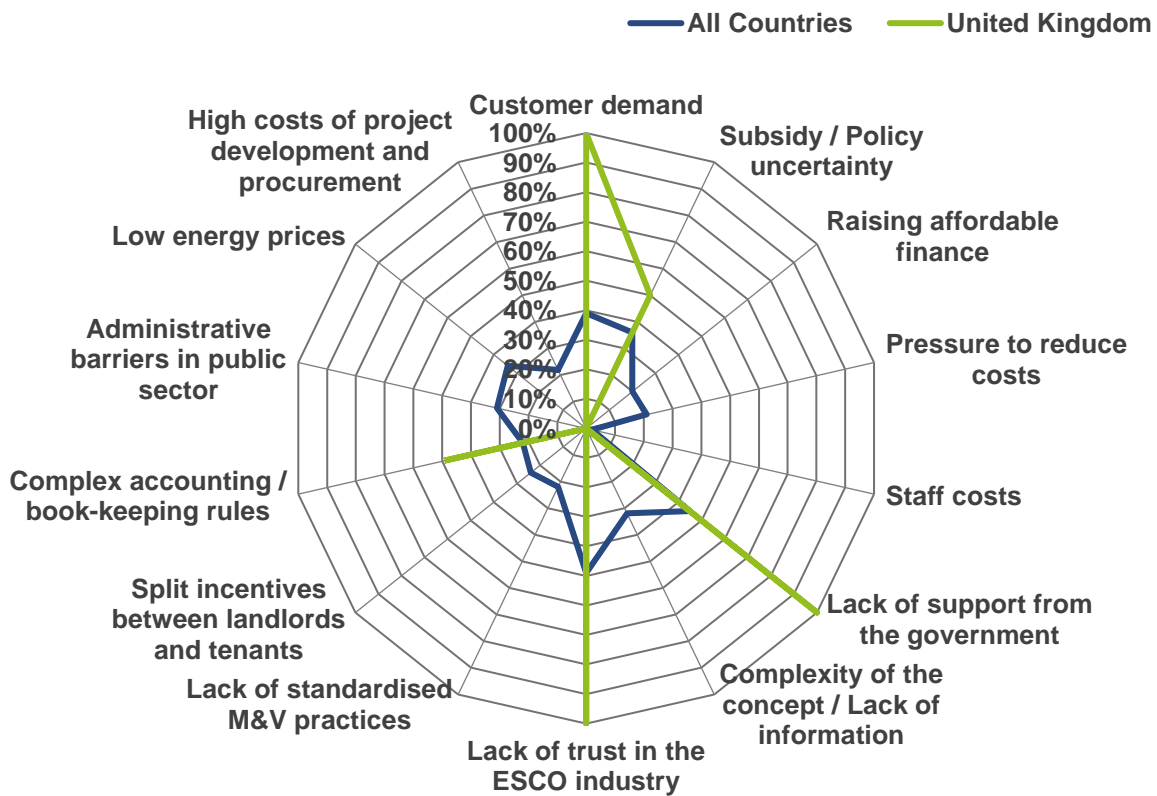 All Countries
United Kingdom
Customer demand
100%
90%
80%
70%
60%
50%
40%
30%
20%
10%
0%
Subsidy / Policy
uncertainty
Raising affordable
finance
Pressure to reduce
costs
Staff costs
Lack of support from
the government
Complexity of the
concept / Lack of
information
Lack of trust in the
ESCO industry
Lack of standardised
M&V practices
Split incentives
between landlords
and tenants
Complex accounting /
book-keeping rules
Administrative
barriers in public
sector
Low energy prices
High costs of project
development and
procurement